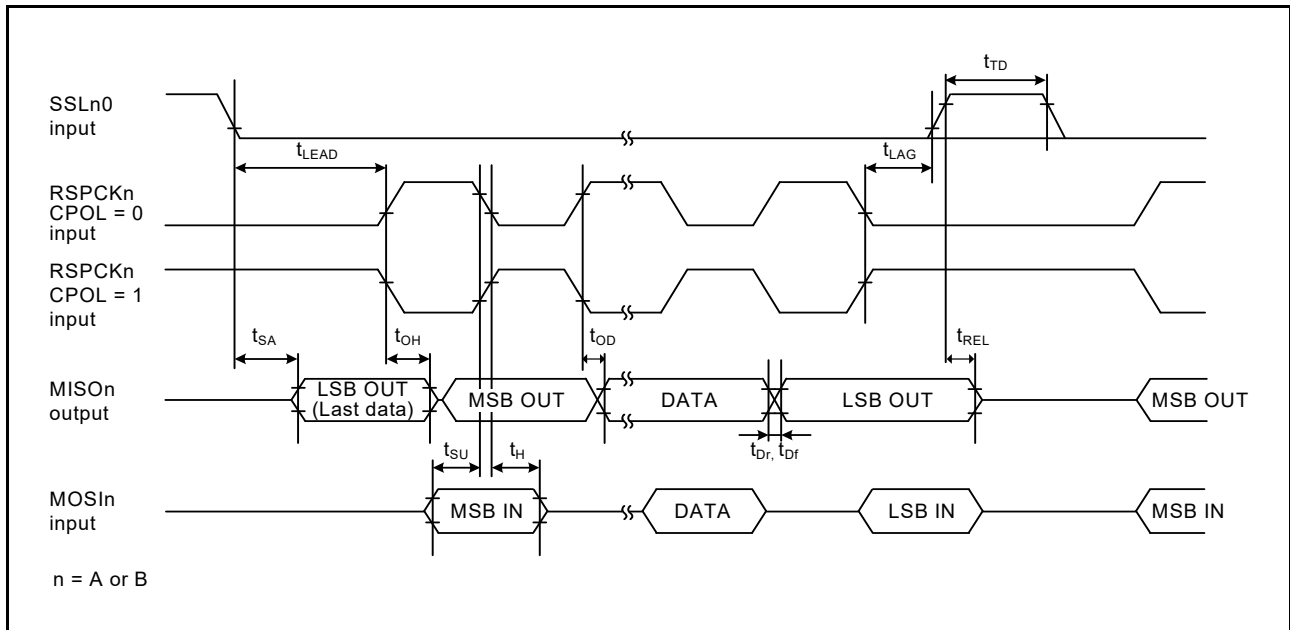 tTD
SSLn0
input
tLEAD
tLAG
RSPCKn
CPOL = 0
input
RSPCKn
CPOL = 1
input
tSA
tOH
tOD
tREL
MISOn
output
LSB OUT
(Last data)
MSB OUT
DATA
LSB OUT
MSB OUT
tSU
tH
tDr, tDf
MOSIn
input
MSB IN
DATA
LSB IN
MSB IN
n = A or B